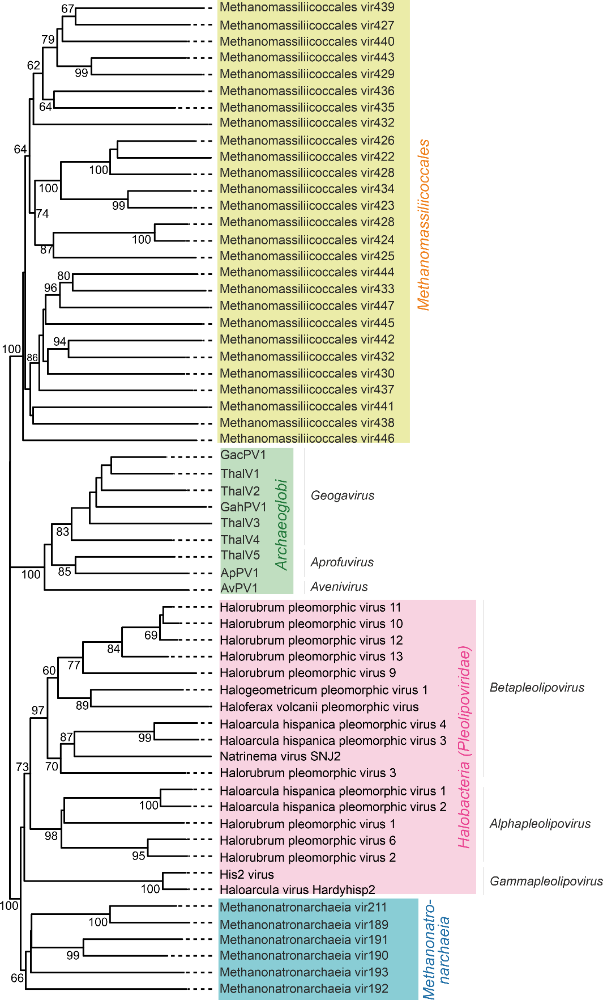 67
Methanomassiliicoccales vir439
Methanomassiliicoccales vir427
79
Methanomassiliicoccales vir440
Methanomassiliicoccales vir443
62
99
Methanomassiliicoccales vir429
Methanomassiliicoccales vir436
64
Methanomassiliicoccales vir435
Methanomassiliicoccales vir432
64
Methanomassiliicoccales vir426
Methanomassiliicoccales vir422
100
Methanomassiliicoccales vir428
100
Methanomassiliicoccales vir434
99
Methanomassiliicoccales vir423
74
Methanomassiliicoccales vir428
100
Methanomassiliicoccales vir424
87
Methanomassiliicoccales vir425
80
Methanomassiliicoccales vir444
96
Methanomassiliicoccales vir433
Methanomassiliicoccales vir447
Methanomassiliicoccales vir445
94
Methanomassiliicoccales vir442
100
86
Methanomassiliicoccales vir432
Methanomassiliicoccales vir430
Methanomassiliicoccales vir437
Methanomassiliicoccales vir441
Methanomassiliicoccales vir438
Methanomassiliicoccales vir446
Methanomassiliicoccales
GacPV1
ThalV1
ThalV2
GahPV1
ThalV3
83
ThalV4
ThalV5
100
85
ApPV1
AvPV1
Archaeoglobi
Geogavirus
Aprofuvirus
Avenivirus
Halorubrum pleomorphic virus 11
Halorubrum pleomorphic virus 10
69
Halorubrum pleomorphic virus 12
84
Halorubrum pleomorphic virus 13
77
60
Halorubrum pleomorphic virus 9
Halogeometricum pleomorphic virus 1
89
Haloferax volcanii pleomorphic virus
97
Haloarcula hispanica pleomorphic virus 4
87
99
Haloarcula hispanica pleomorphic virus 3
Natrinema virus SNJ2
73
70
Halorubrum pleomorphic virus 3
Haloarcula hispanica pleomorphic virus 1
100
Haloarcula hispanica pleomorphic virus 2
Halorubrum pleomorphic virus 1
98
Halorubrum pleomorphic virus 6
95
Halorubrum pleomorphic virus 2
His2 virus
100
Haloarcula virus Hardyhisp2
Halobacteria (Pleolipoviridae)
Betapleolipovirus
Alphapleolipovirus
Gammapleolipovirus
100
Methanonatronarchaeia vir211
100
Methanonatronarchaeia vir189
Methanonatronarchaeia vir191
99
Methanonatronarchaeia vir190
Methanonatronarchaeia vir193
66
Methanonatronarchaeia vir192
Methanonatro-
narchaeia